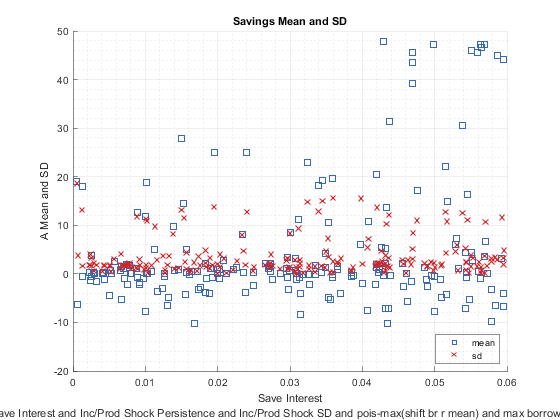 Savings Mean and SD
A Mean and SD
50
40
30
20
10
0
-10
-20
0
0.01
0.02
0.03
0.04
0.05
0.06
mean
sd
Save Interest
ave Interest and Inc/Prod Shock Persistence and Inc/Prod Shock SD and pois-max(shift br r mean) and max borrow